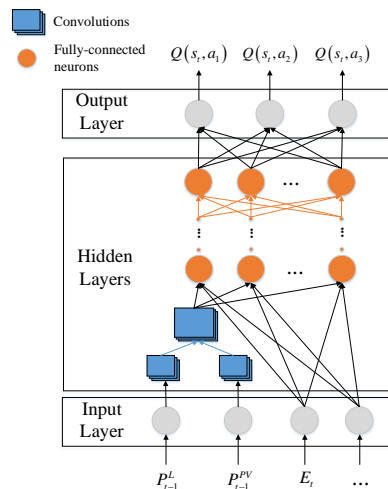 Convolutions
Fully-connected
neurons
Q(s_t, a_1) Q(s_t, a_2) Q(s_t, a_3)
Output
Layer
...
...
Hidden
Layers
...
Input
Layer
P_{t-1}^L P_{t-1}^{PV} E_t ...